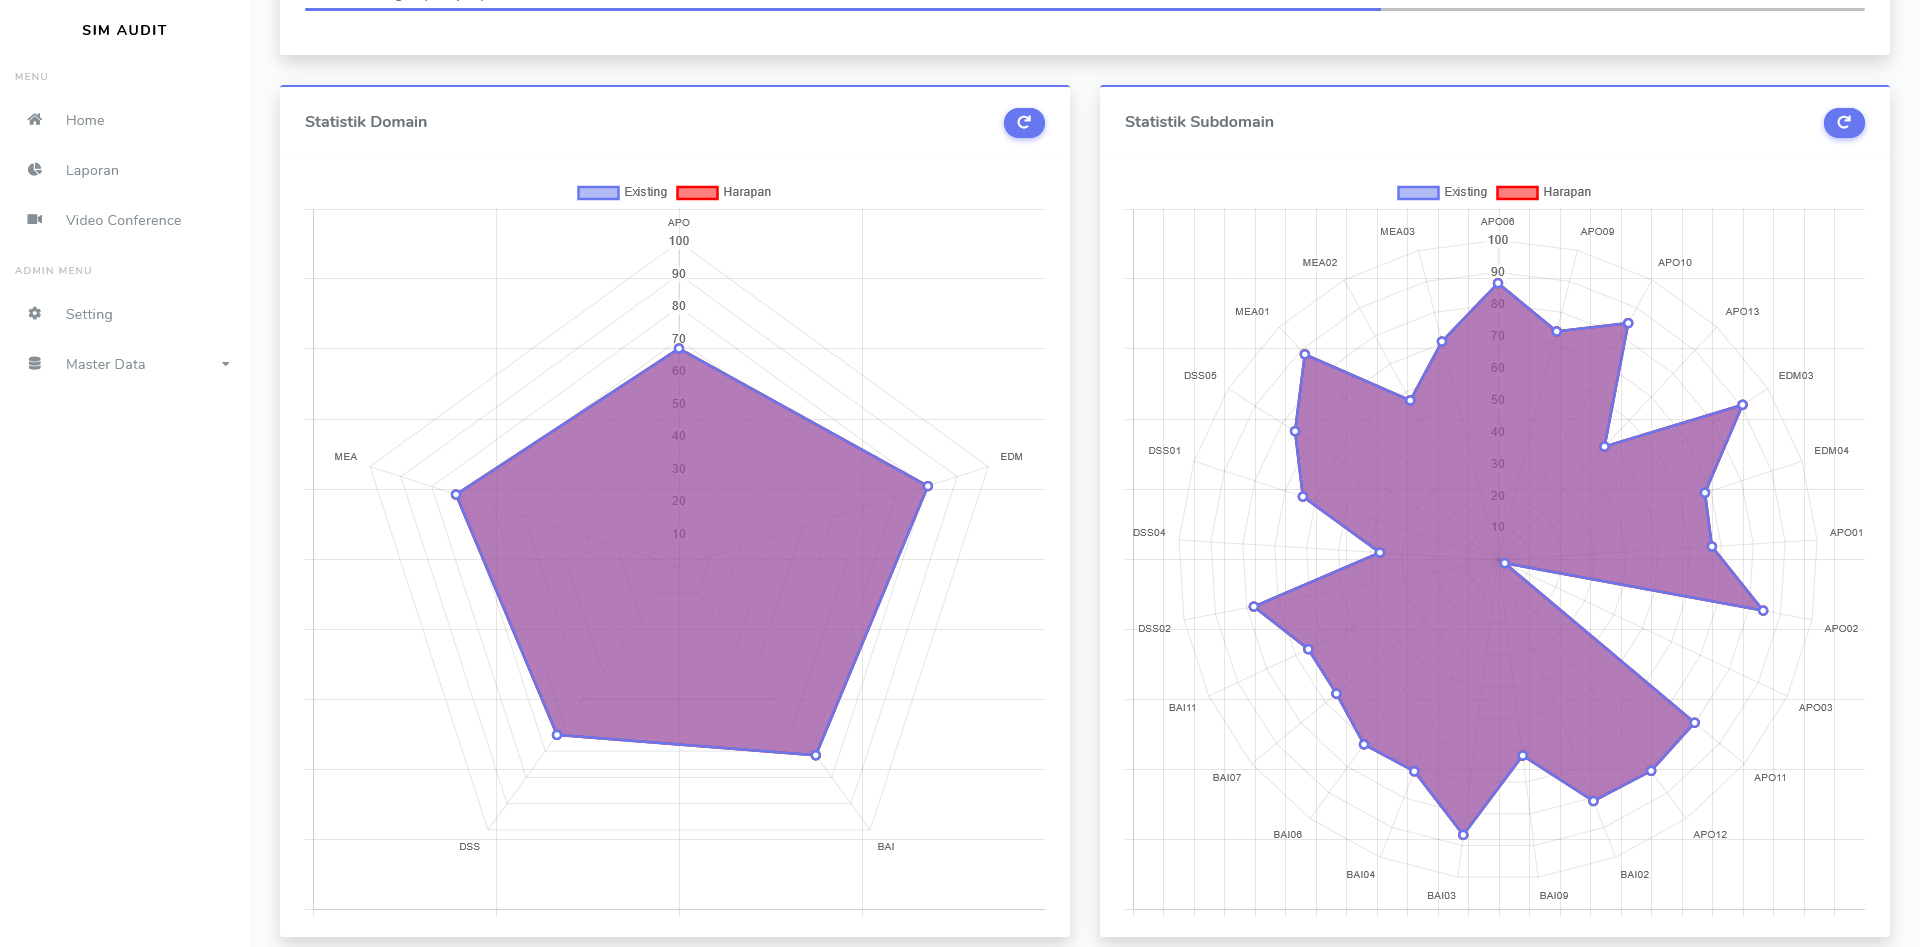 SIM AUDIT
MENU
Home
Laporan
Video Conference
ADMIN MENU
Setting
Master Data
Statistik Domain
Existing
Harapan
APO
100
90
80
70
60
50
40
30
20
10
MEA
EDM
DSS
BAI
Statistik Subdomain
Existing
Harapan
APO06
MEA03
APO09
100
MEA02
APO10
90
80
MEA01
APO13
70
60
DSS05
EDM03
50
40
DSS01
EDM04
30
20
10
DSS04
APO01
DSS02
APO02
BAI11
APO03
BAI07
APO11
BAI06
APO12
BAI04
BAI02
BAI03
BAI09